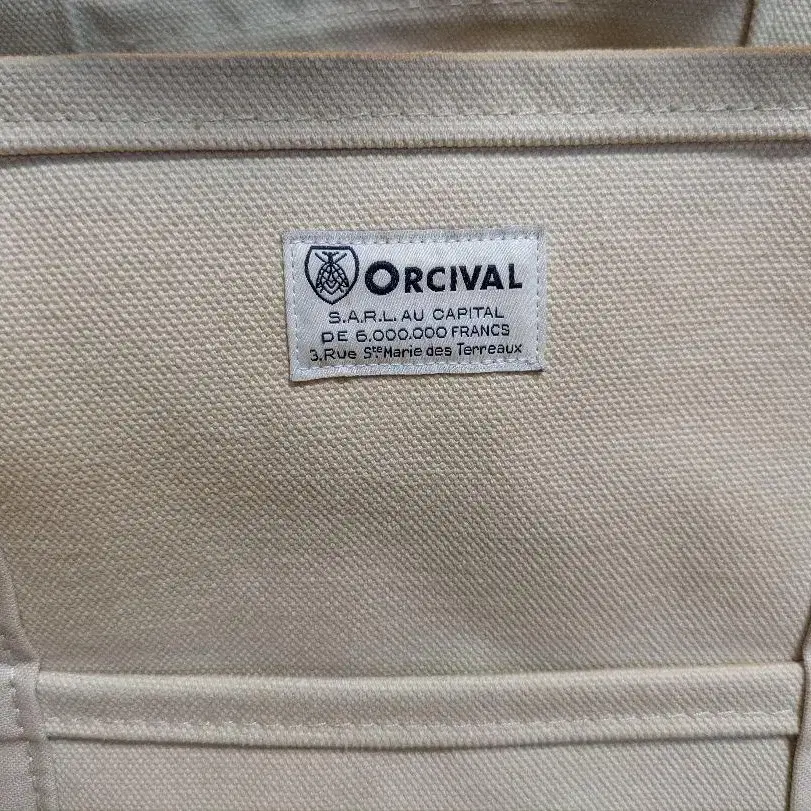 ORCIVAL
S.A.R.L. AU CAPITAL
DE 6.000.000 FRANCS
3, Rue Ste Marie des Terreaux